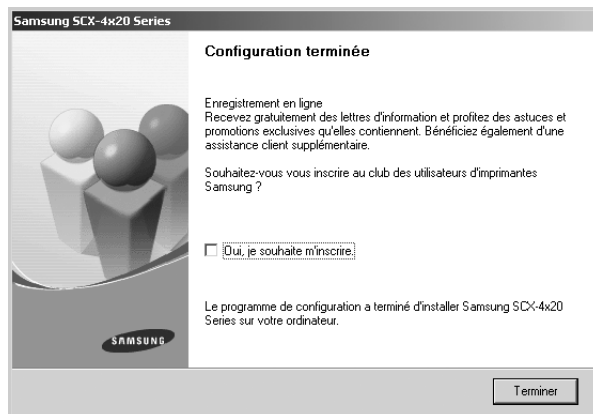 Samsung SCX-4x20 Series
Configuration terminée
Enregistrement en ligne
Recevez gratuitement des lettres d'information et profitez des astuces et
promotions exclusives qu'elles contiennent. Bénéficiez également d'une
assistance client supplémentaire.
Souhaitez-vous vous inscrire au club des utilisateurs d'imprimantes
Samsung ?
Oui, je souhaite m'inscrire.
Le programme de configuration a terminé d'installer Samsung SCX-4x20
Series sur votre ordinateur.
SAMSUNG
Terminer